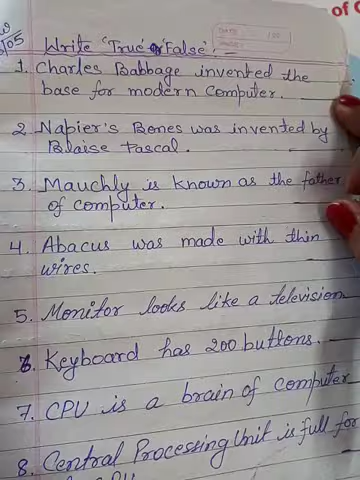 of C
/05
Write 'True' or 'False'.
1. Charles Babbage invented the
base for modern computer.
2. Napier's Bones was invented by
Blaise Pascal.
3. Mauchly is known as the father
of computer.
4. Abacus was made with thin
wires.
5. Monitor looks like a television
6. Keyboard has 200 buttons.
7. CPU is a brain of computer
8. Central Processing Unit is full for